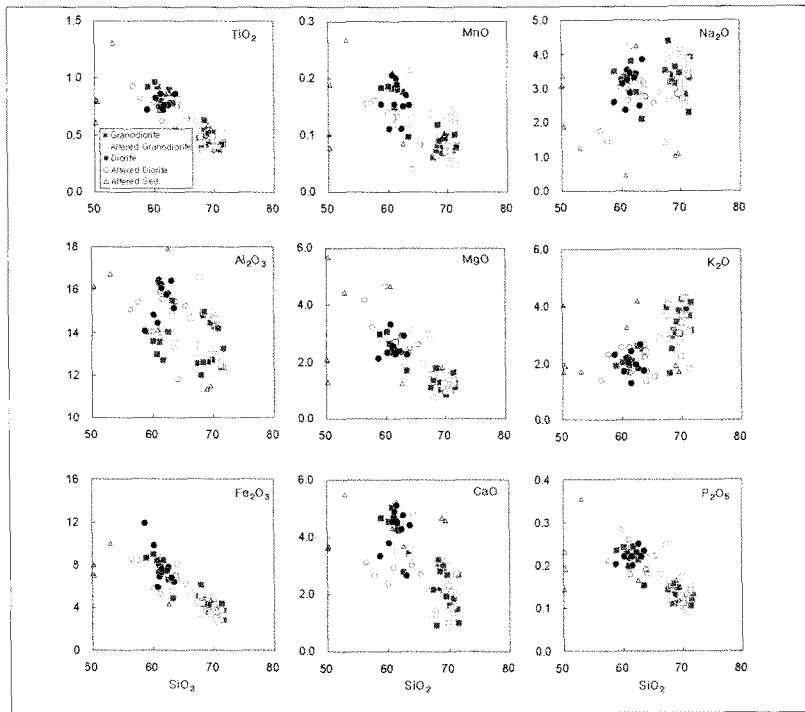 TiO2 MnO Na2O
1.5 0.3 5.0
4.0
1.0 0.2
3.0
2.0
0.5 0.1
1.0
0.0 0.0 0.0
Granodiorite
Altered Granodiorite
Diorite
Altered Diorite
Altered Sed.
50 60 70 80 50 60 70 80 50 60 70 80
Al2O3 MgO K2O
18 6.0 6.0
16
4.0 4.0
14
2.0 2.0
12
10 0.0 0.0
50 60 70 80 50 60 70 80 50 60 70 80
Fe2O3 CaO P2O5
16 6.0 0.4
12 0.3
4.0
8 0.2
2.0
4 0.1
0 0.0 0.0
50 60 70 80 50 60 70 80 50 60 70 80
SiO2 SiO2 SiO2